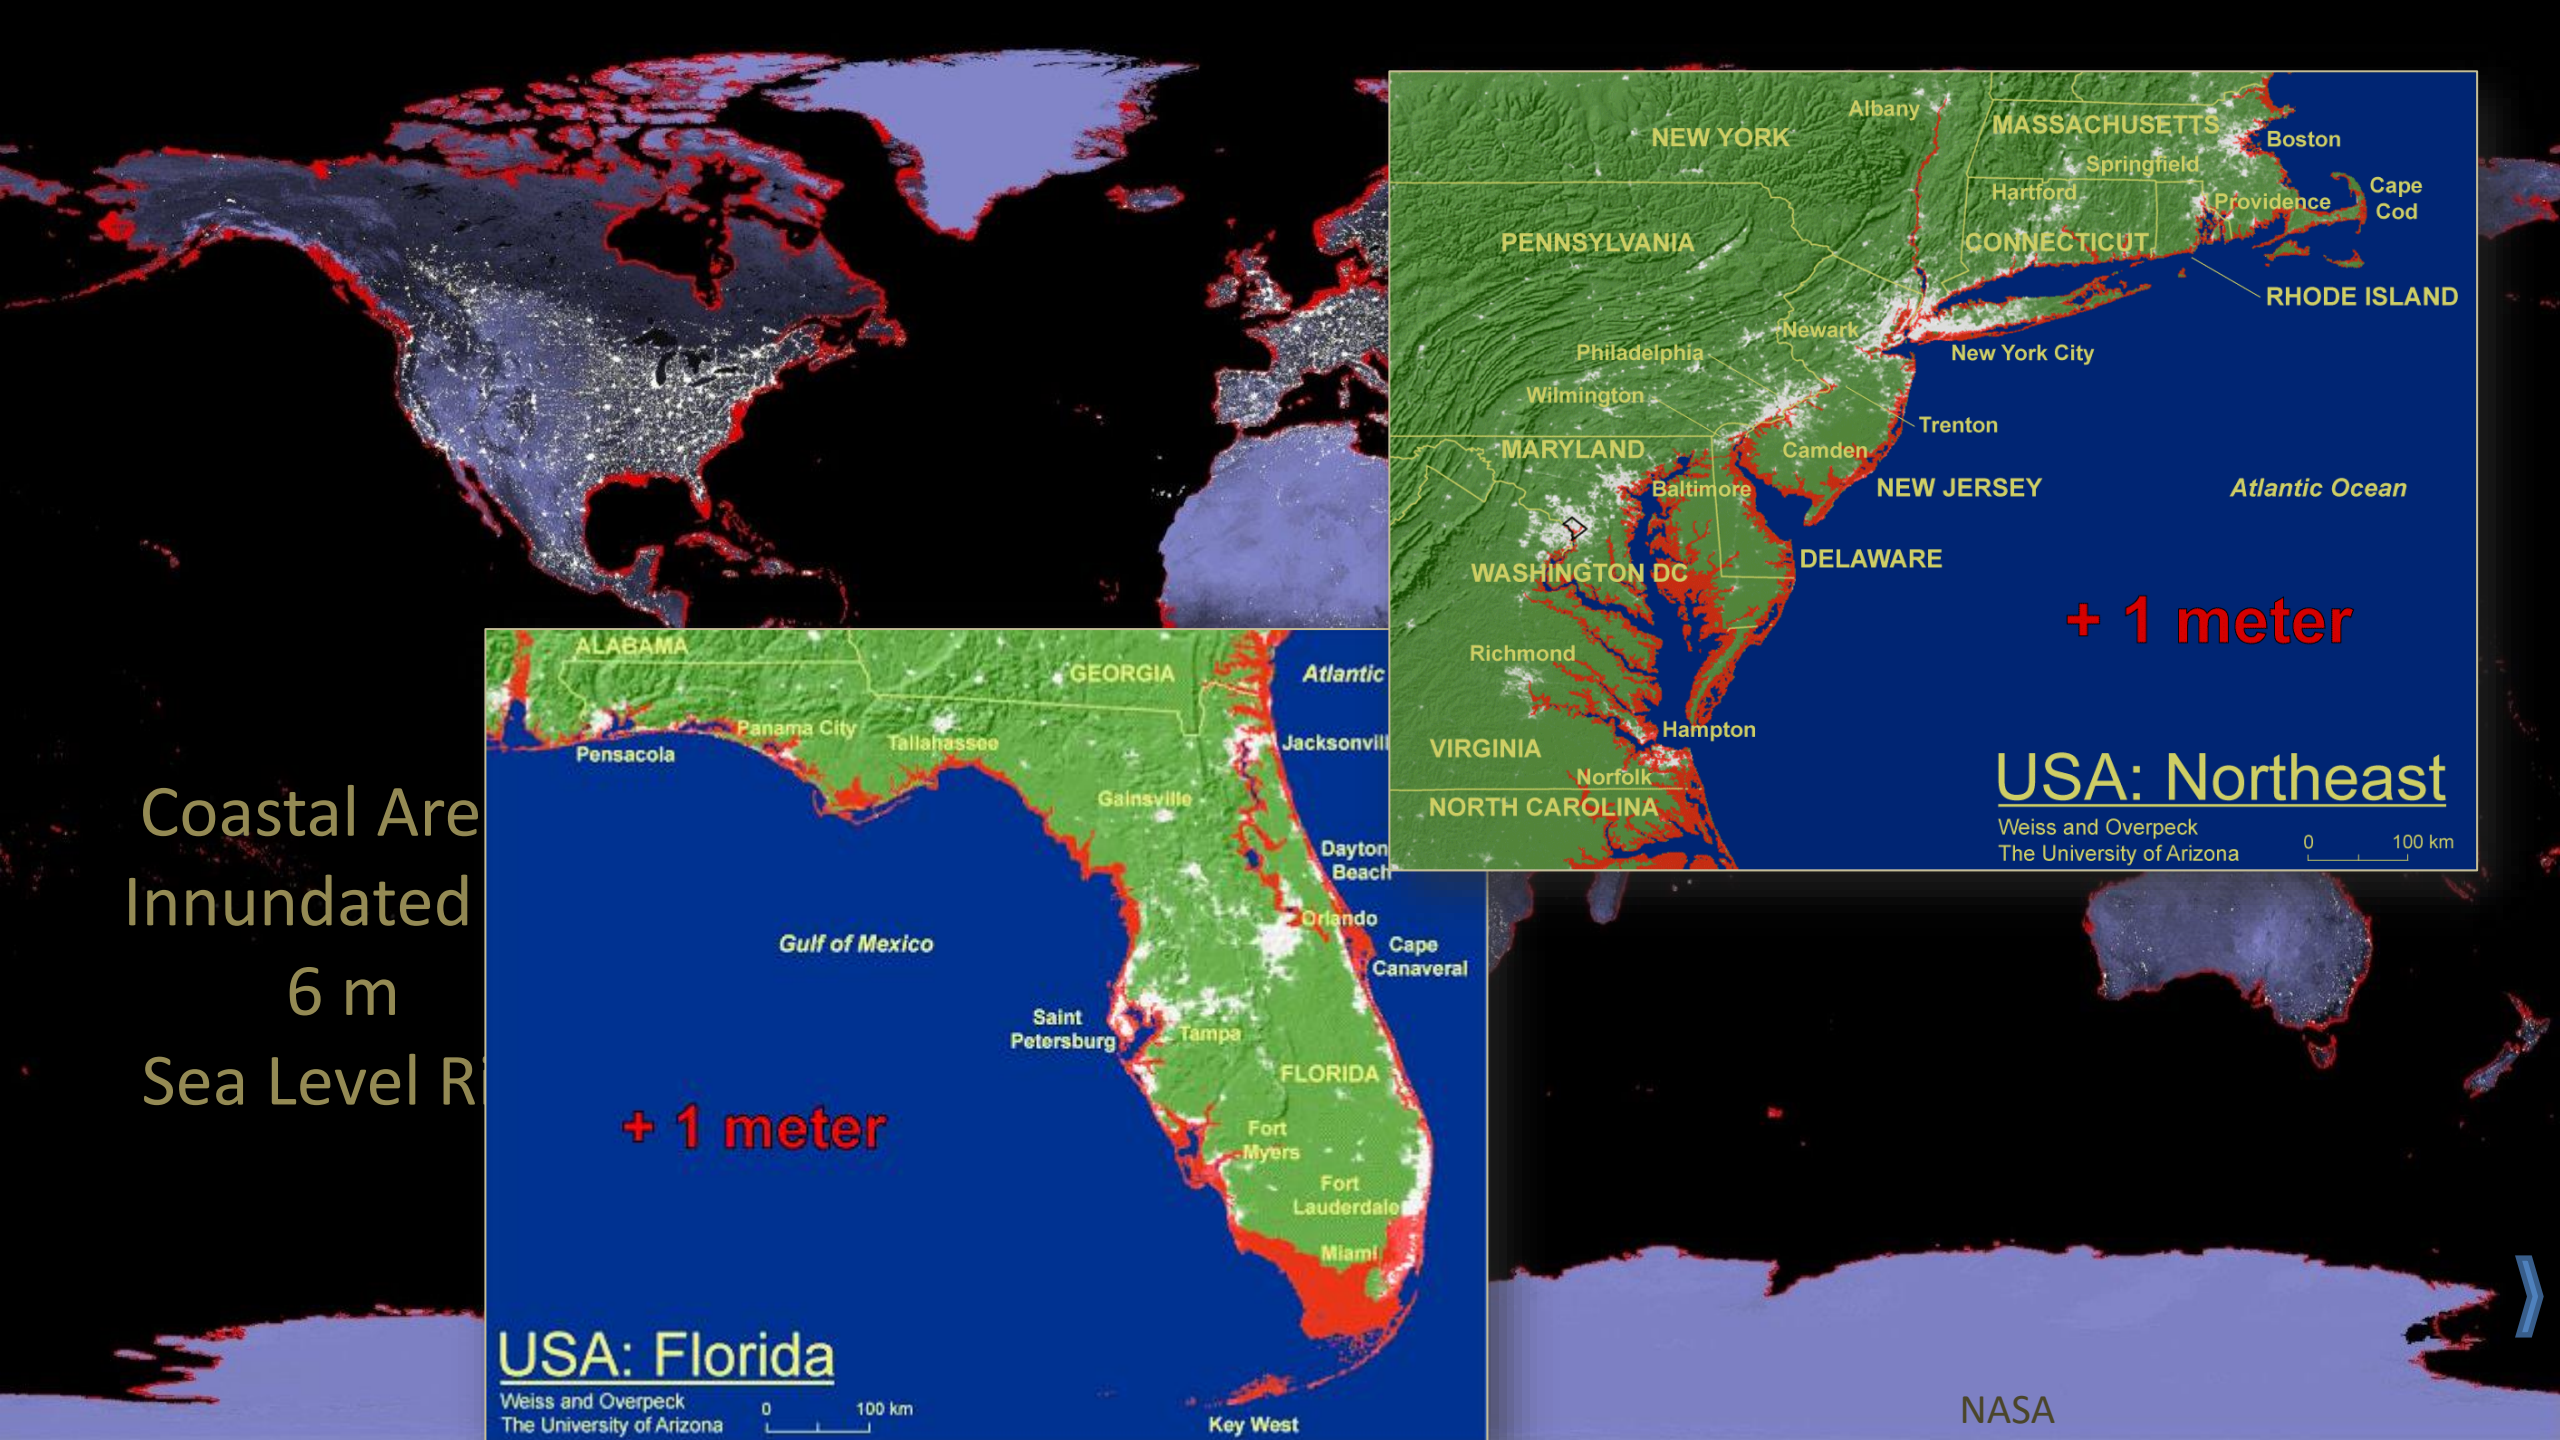 Coastal Are
Innundated
6 m
Sea Level Ri
ALABAMA
GEORGIA
Atlantic
Panama City
Tallahassee
Jacksonvill
Pensacola
Gainsville
Dayton
Beach
Orlando
Gulf of Mexico
Cape
Canaveral
Saint
Petersburg
Tampa
FLORIDA
+ 1 meter
Fort
Myers
Fort
Lauderdale
Miami
USA: Florida
Weiss and Overpeck
The University of Arizona
0 100 km
Key West
Albany
MASSACHUSETTS
NEW YORK
Boston
Springfield
Hartford
Cape
Cod
Providence
PENNSYLVANIA
CONNECTICUT
RHODE ISLAND
Newark
Philadelphia
New York City
Wilmington
Trenton
MARYLAND
Camden
Baltimore
NEW JERSEY
Atlantic Ocean
DELAWARE
WASHINGTON DC
+ 1 meter
Richmond
Hampton
VIRGINIA
Norfolk
NORTH CAROLINA
USA: Northeast
Weiss and Overpeck
The University of Arizona
0 100 km
NASA